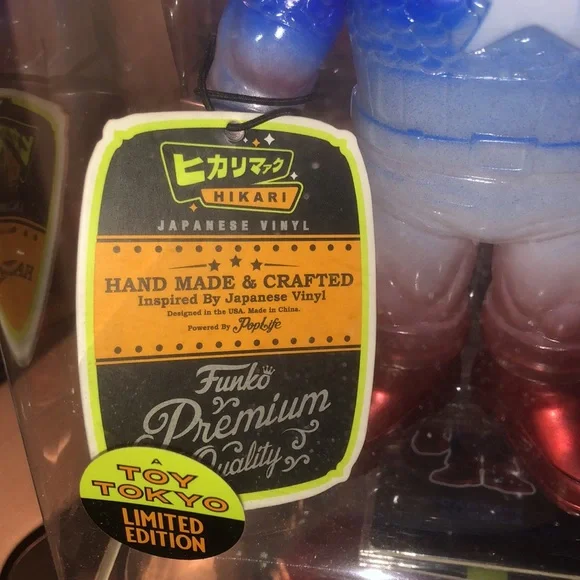 ヒカリマック
HIKARI
JAPANESE VINYL
HAND MADE & CRAFTED
Inspired By Japanese Vinyl
Designed in the USA. Made in China.
Powered By PopLife
Funko
Premium
Quality
A
TOY
TOKYO
LIMITED
EDITION